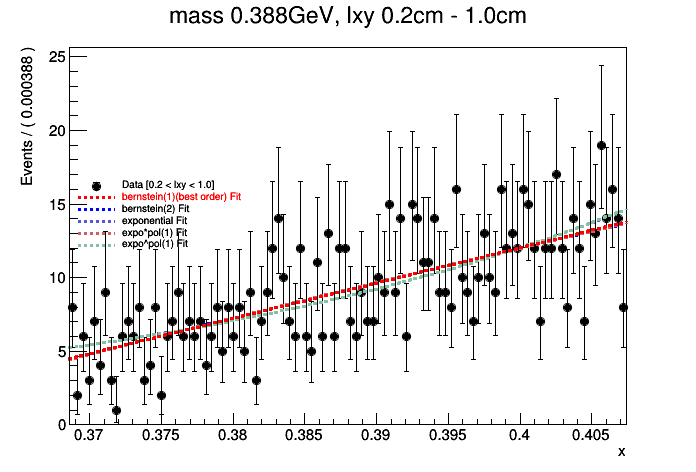 mass 0.388GeV, lxy 0.2cm - 1.0cm
Events / ( 0.000388 )
25
20
15
10
5
0
Data [0.2 < lxy < 1.0]
bernstein(1)(best order) Fit
bernstein(2) Fit
exponential Fit
expo*pol(1) Fit
expo^pol(1) Fit
0.37 0.375 0.38 0.385 0.39 0.395 0.4 0.405
x